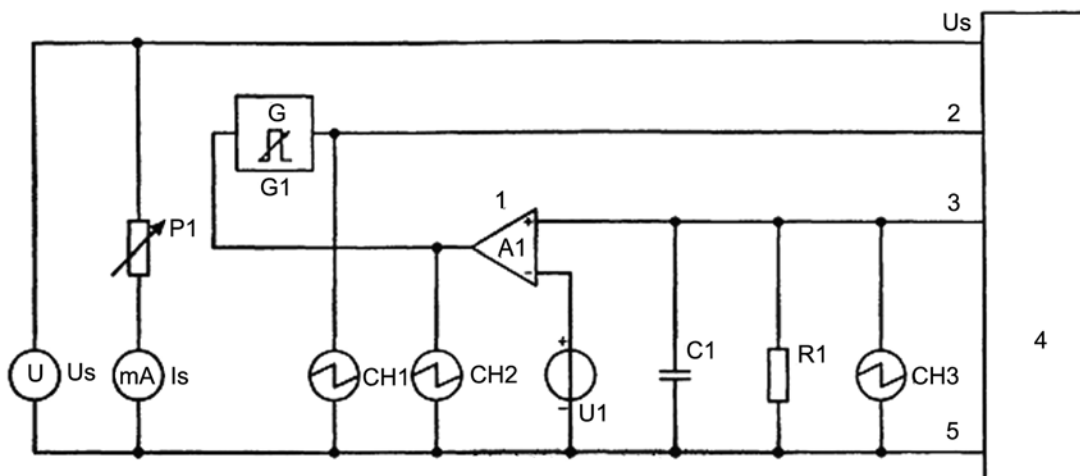 Us
2
G
G1
1
3
P1
+
A1
-
4
+
C1
R1
U
Us
mA
Is
CH1
CH2
CH3
-
U1
5